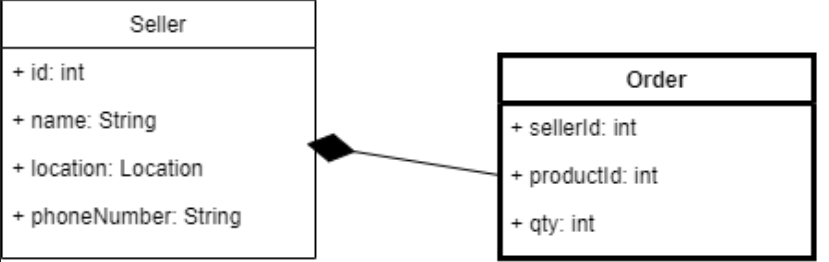 Seller
+ id: int
+ name: String
+ location: Location
+ phoneNumber: String
Order
+ sellerId: int
+ productId: int
+ qty: int